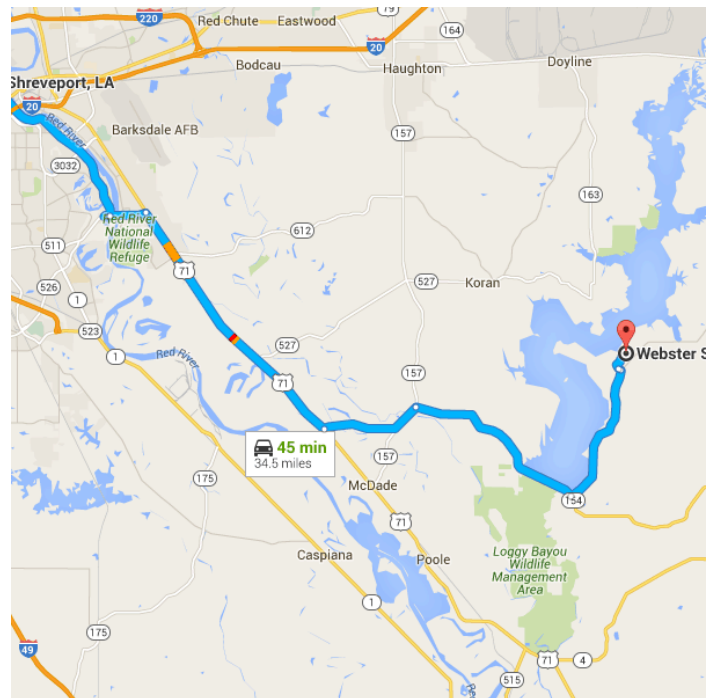 220
Red Chute
Eastwood
79
164
20
Doyline
Bodcau
Haughton
Shreveport, LA
20
Red River
Barksdale AFB
157
3032
163
Red River
National
Wildlife
Refuge
612
511
71
526
1
527
Koran
523
Red River
527
1
71
157
Webster S
45 min
34.5 miles
157
175
McDade
164
71
Caspiana
Poole
Loggy Bayou
Wildlife
Management
Area
1
175
49
71
4
515
Re